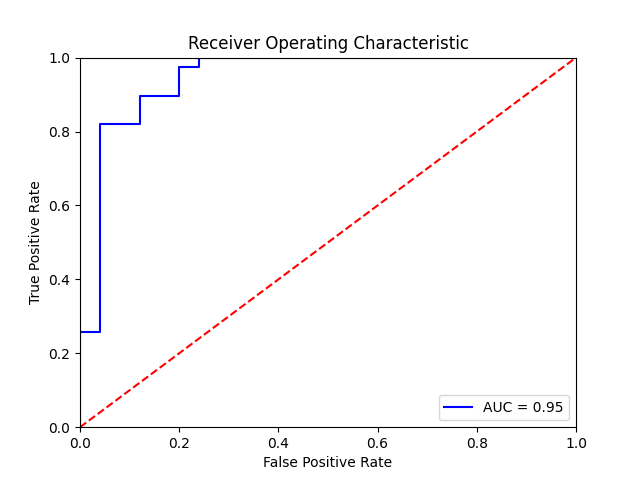 Receiver Operating Characteristic
1.0
0.8
0.6
0.4
0.2
0.0
True Positive Rate
AUC = 0.95
0.0 0.2 0.4 0.6 0.8 1.0
False Positive Rate